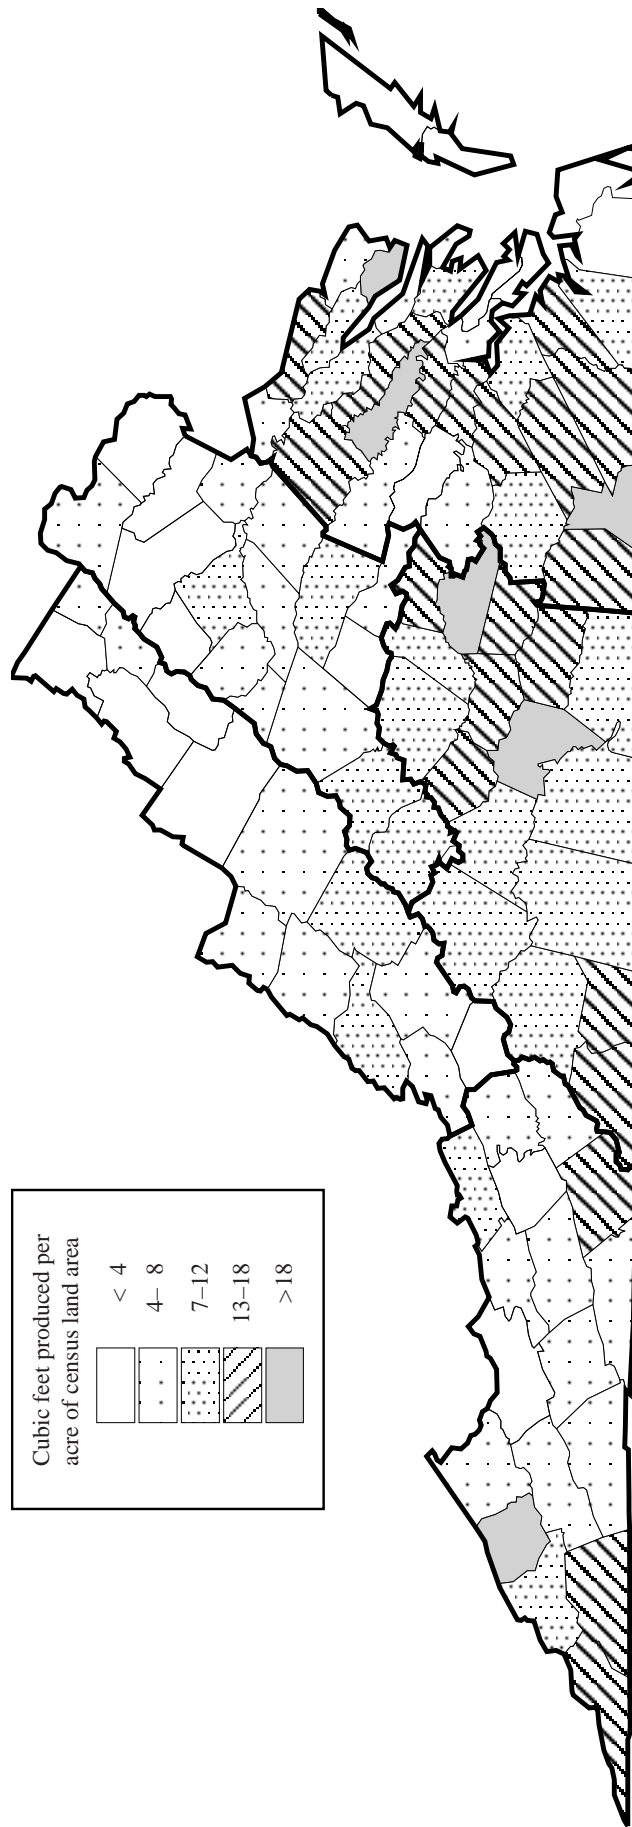 Cubic feet produced per
acre of census land area
< 4
4– 8
7–12
13–18
>18